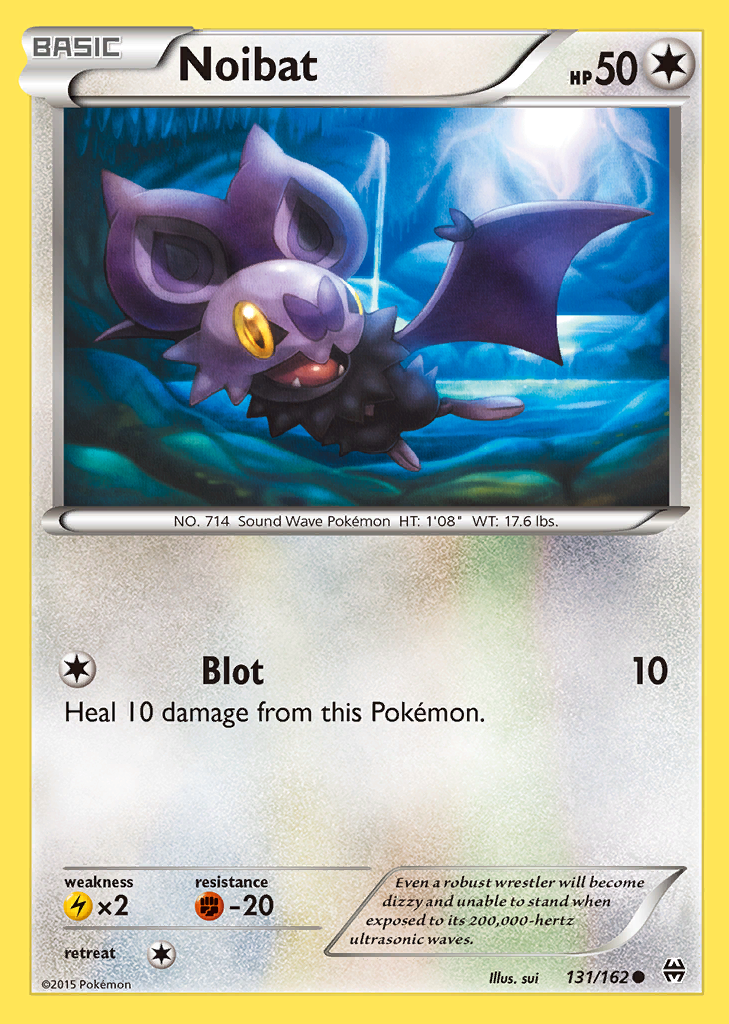 BASIC
Noibat
HP50
NO. 714 Sound Wave Pokémon HT: 1'08" WT: 17.6 lbs.
Blot 10
Heal 10 damage from this Pokémon.
weakness
×2
resistance
-20
retreat
Even a robust wrestler will become
dizzy and unable to stand when
exposed to its 200,000-hertz
ultrasonic waves.
©2015 Pokémon
Illus. sui
131/162